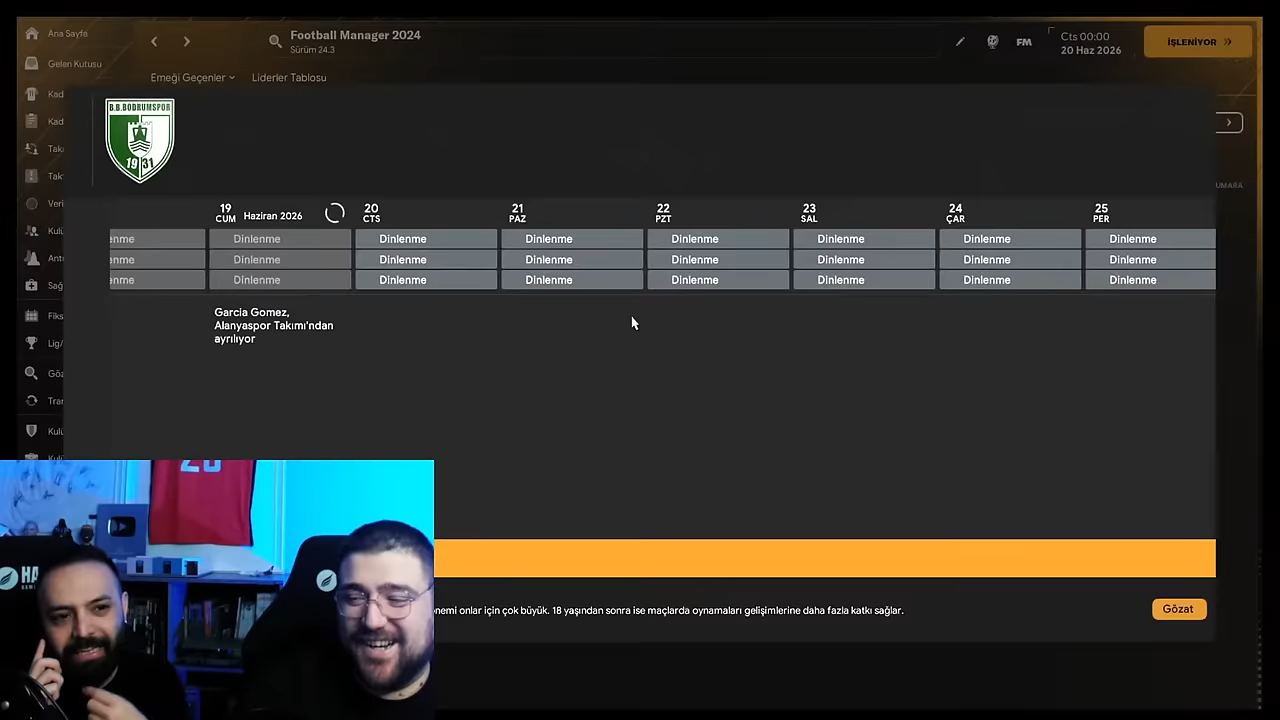 Ana Sayfa
Football Manager 2024
Sürüm 24.3
Cts 00:00
20 Haz 2026
İŞLENİYOR
FM
Gelen Kutusu
Emeği Geçenler
Liderler Tablosu
B.B.BODRUMSPOR
19 31
19 CUM Haziran 2026
20 CTS
21 PAZ
22 PZT
23 SAL
24 ÇAR
25 PER
Dinlenme Dinlenme Dinlenme Dinlenme Dinlenme Dinlenme Dinlenme
Dinlenme Dinlenme Dinlenme Dinlenme Dinlenme Dinlenme Dinlenme
Dinlenme Dinlenme Dinlenme Dinlenme Dinlenme Dinlenme Dinlenme
Garcia Gomez,
Alanyaspor Takımı'ndan
ayrılıyor
için çok büyük. 18 yaşından sonra ise maçlarda oynamaları gelişimlerine daha fazla katkı sağlar.
Gözat